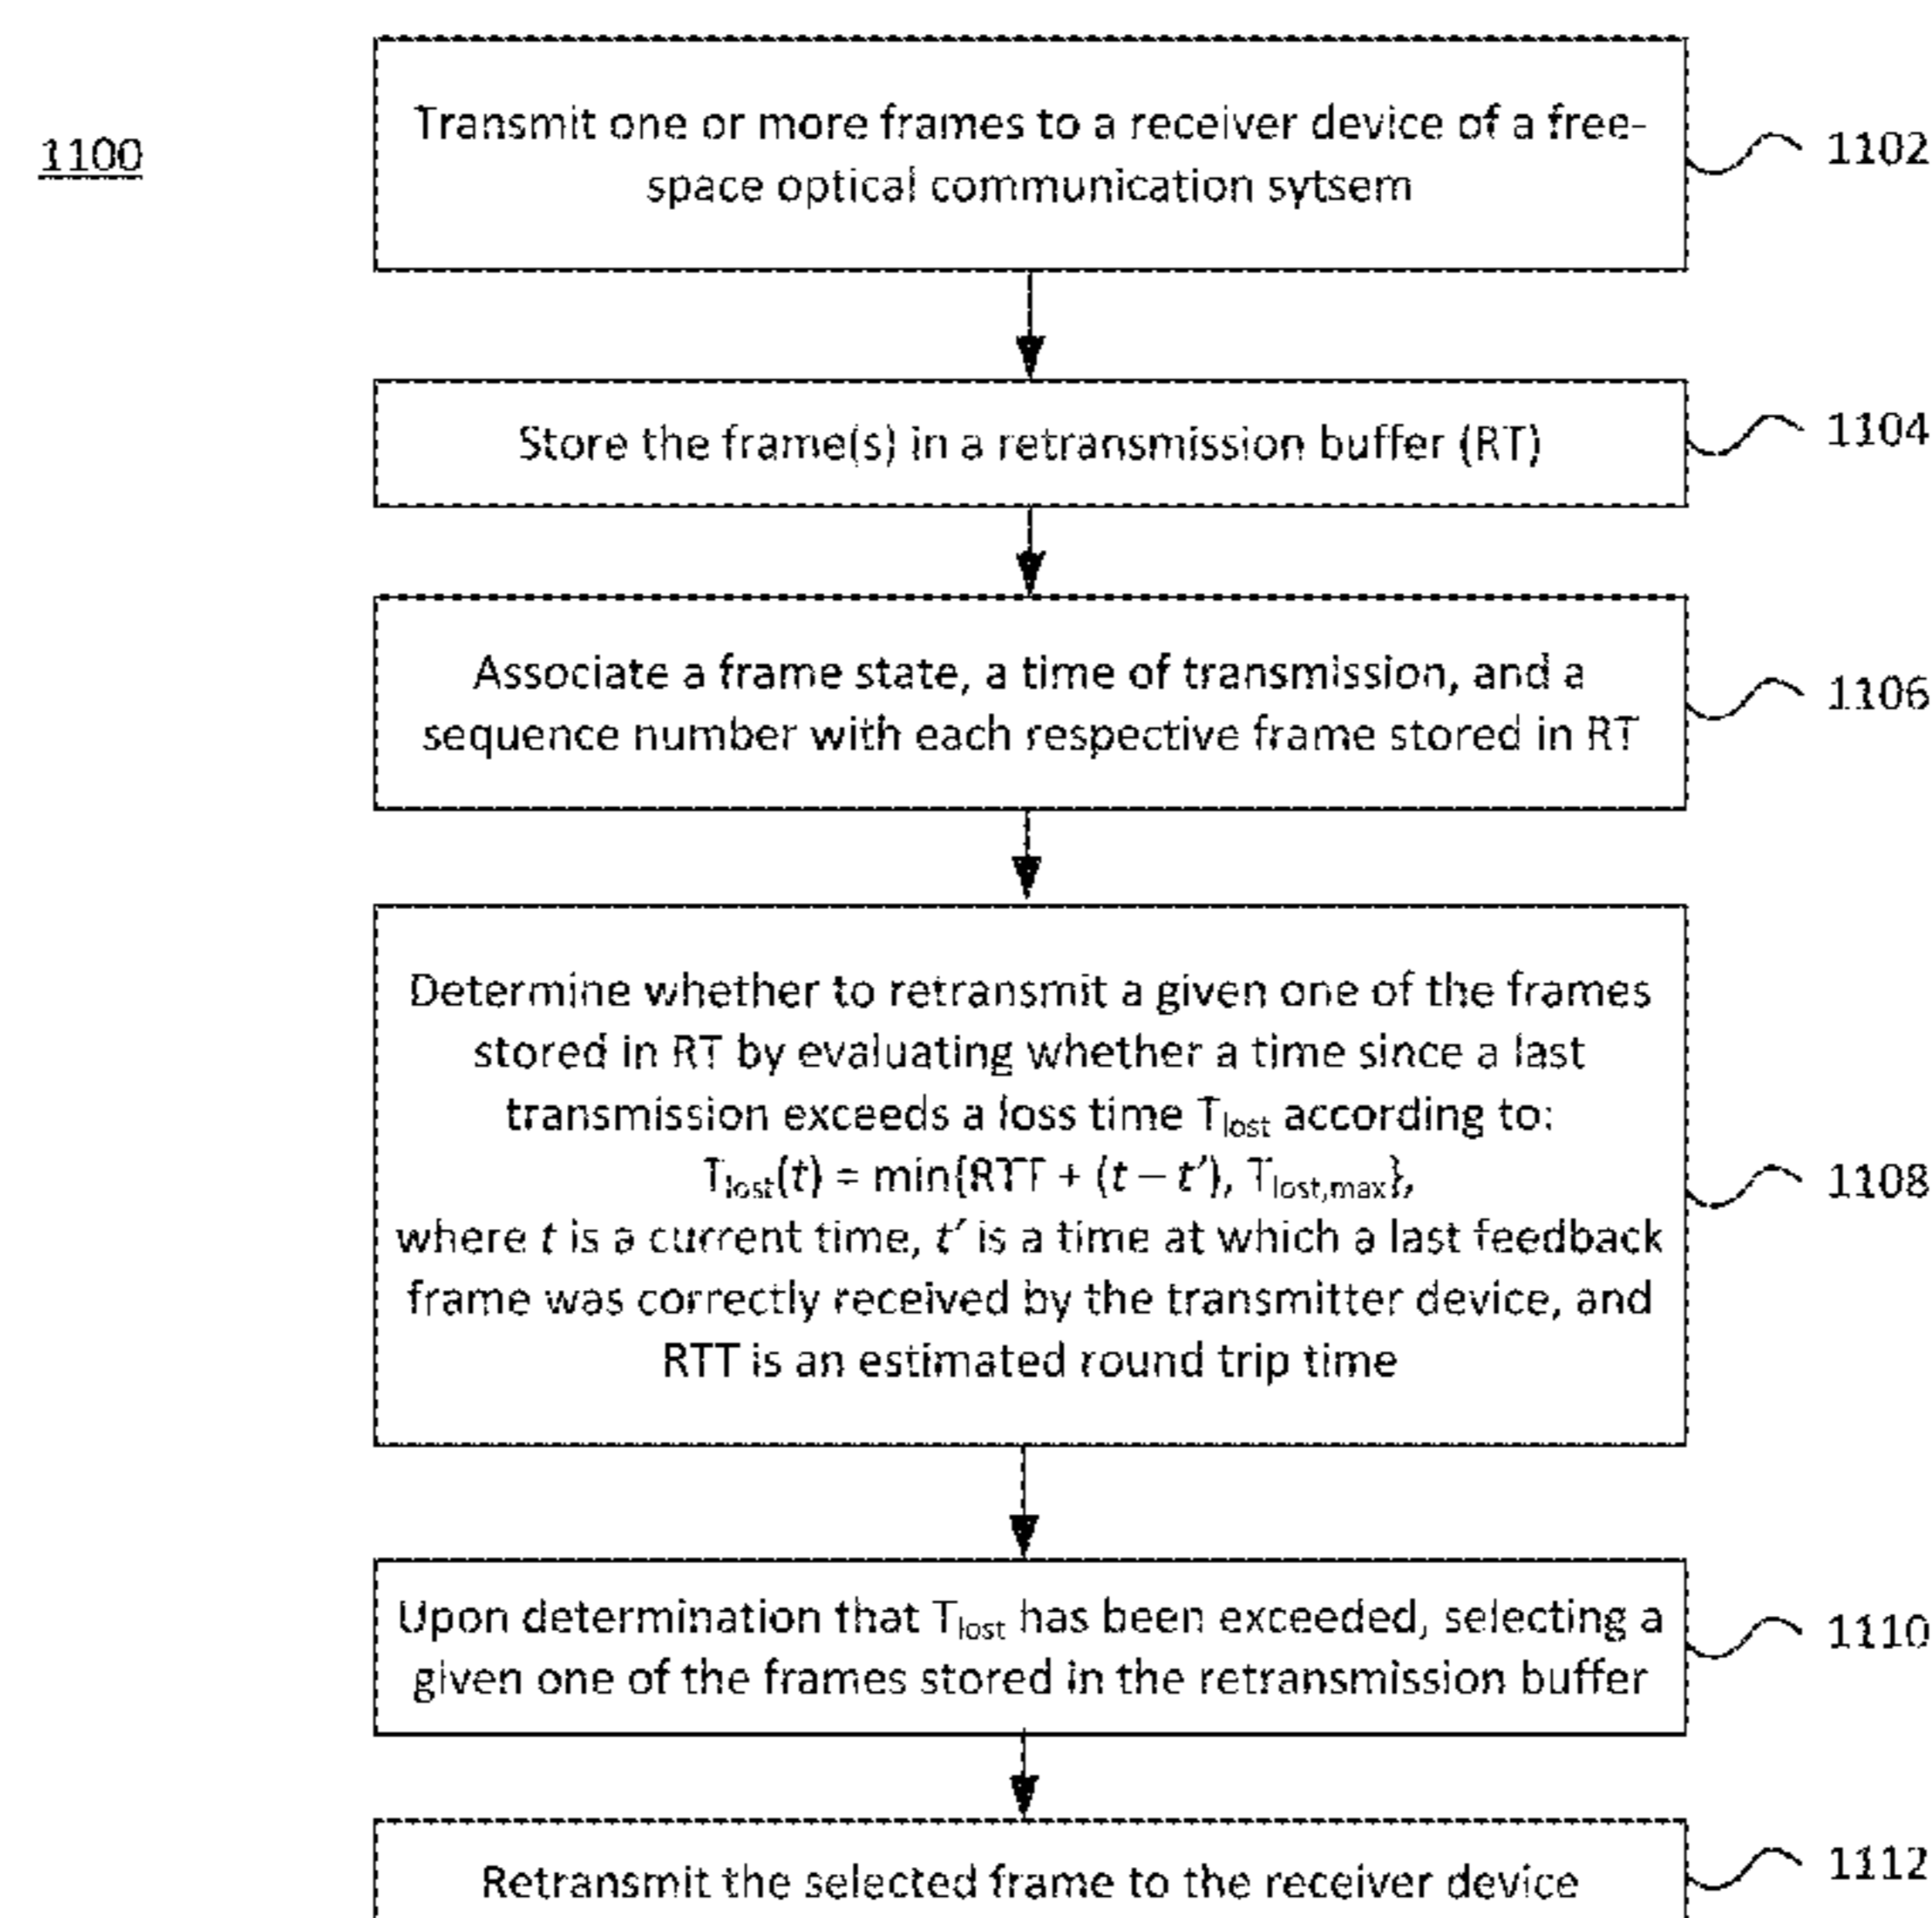 1100
Transmit one or more frames to a receiver device of a free-
space optical communication sytsem
1102
Store the frame(s) in a retransmission buffer (RT)
1104
Associate a frame state, a time of transmission, and a
sequence number with each respective frame stored in RT
1106
Determine whether to retransmit a given one of the frames
stored in RT by evaluating whether a time since a last
transmission exceeds a loss time Tlost according to:
Tlost(t) = min{RTT + (t – t′), Tlost,max},
where t is a current time, t′ is a time at which a last feedback
frame was correctly received by the transmitter device, and
RTT is an estimated round trip time
1108
Upon determination that Tlost has been exceeded, selecting a
given one of the frames stored in the retransmission buffer
1110
Retransmit the selected frame to the receiver device
1112